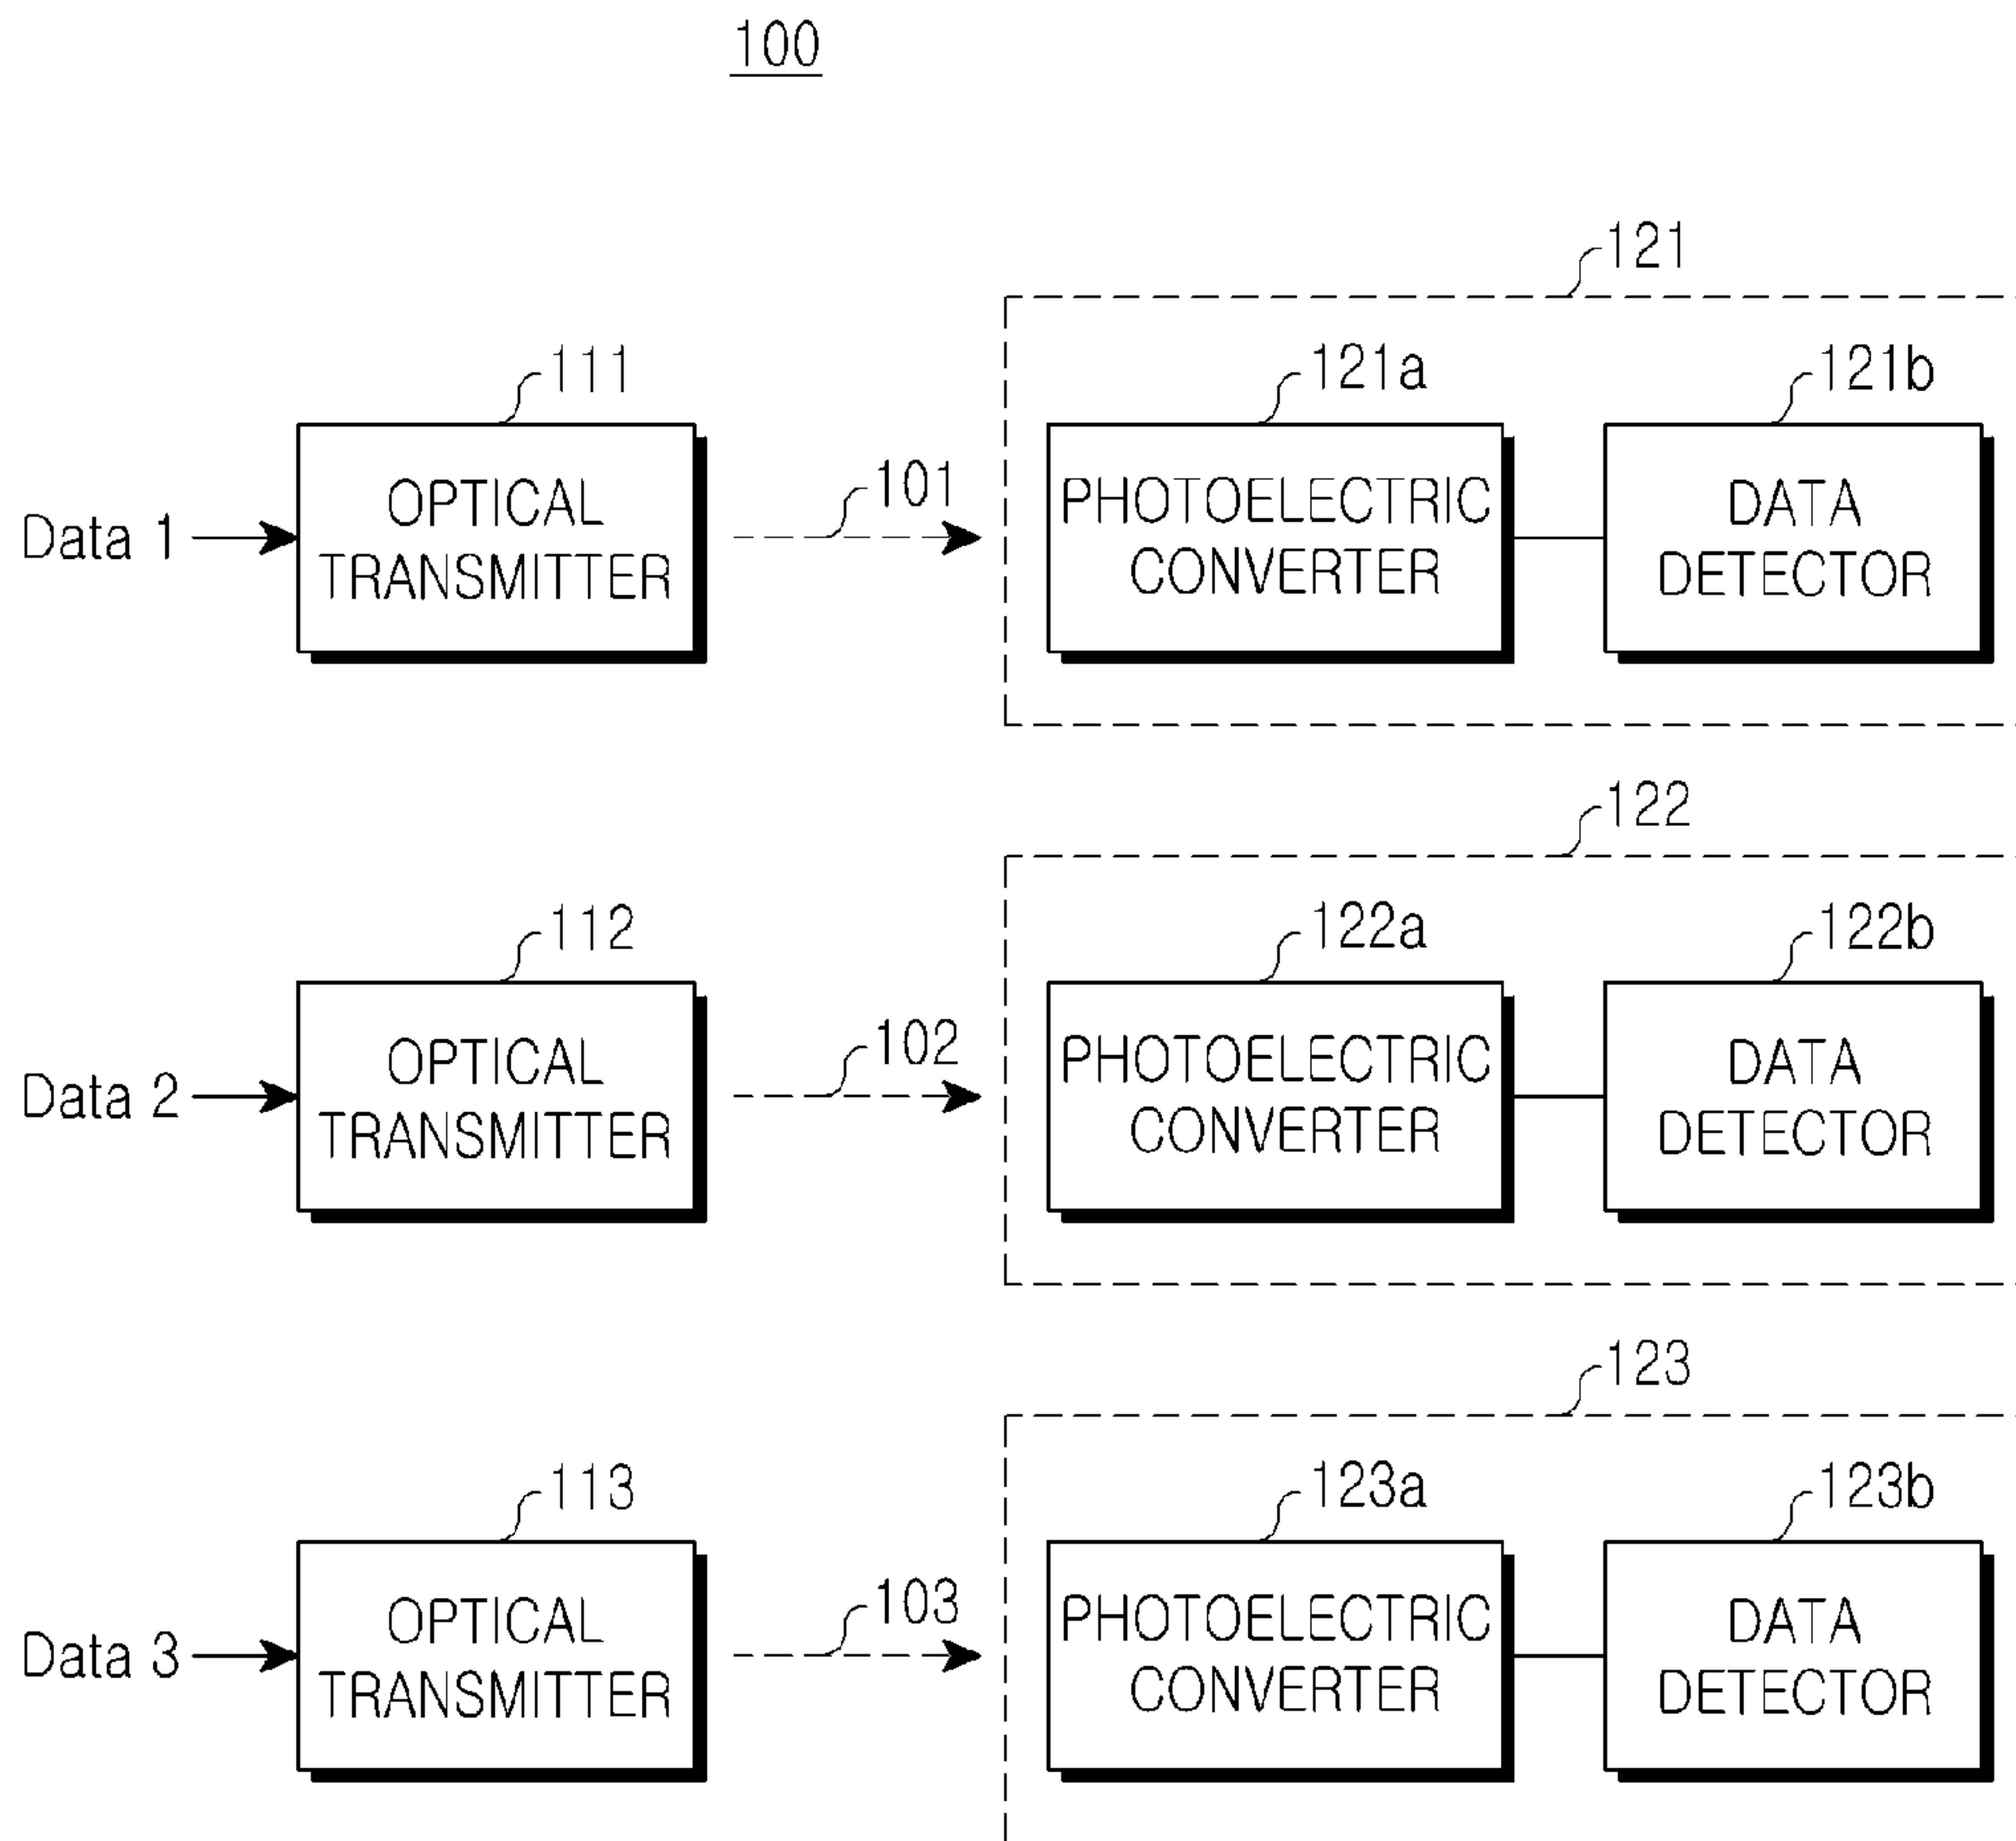 100
121
111
121a
121b
Data 1
OPTICAL
TRANSMITTER
101
PHOTOELECTRIC
CONVERTER
DATA
DETECTOR
122
112
122a
122b
Data 2
OPTICAL
TRANSMITTER
102
PHOTOELECTRIC
CONVERTER
DATA
DETECTOR
123
113
123a
123b
Data 3
OPTICAL
TRANSMITTER
103
PHOTOELECTRIC
CONVERTER
DATA
DETECTOR